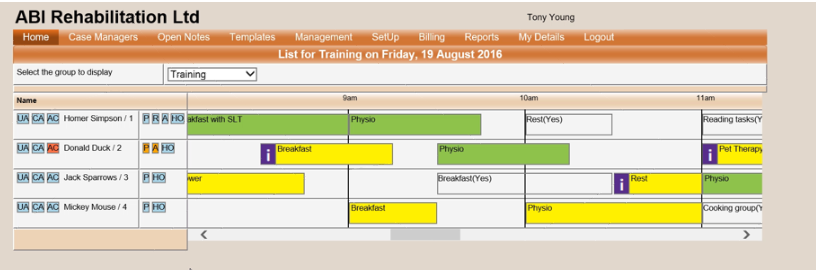 ABI Rehabilitation Ltd
Tony Young
Home Case Managers Open Notes Templates Management SetUp Billing Reports My Details Logout
List for Training on Friday, 19 August 2016
Select the group to display Training
Name 9am 10am 11am
UA CA AC Homer Simpson / 1 P R A HO akfast with SLT Physio Rest(Yes) Reading tasks(Y
UA CA AC Donald Duck / 2 P A HO i Breakfast Physio i Pet Therapy
UA CA AC Jack Sparrows / 3 P HO wer Breakfast(Yes) i Rest Physio
UA CA AC Mickey Mouse / 4 P HO Breakfast Physio Cooking group(Y